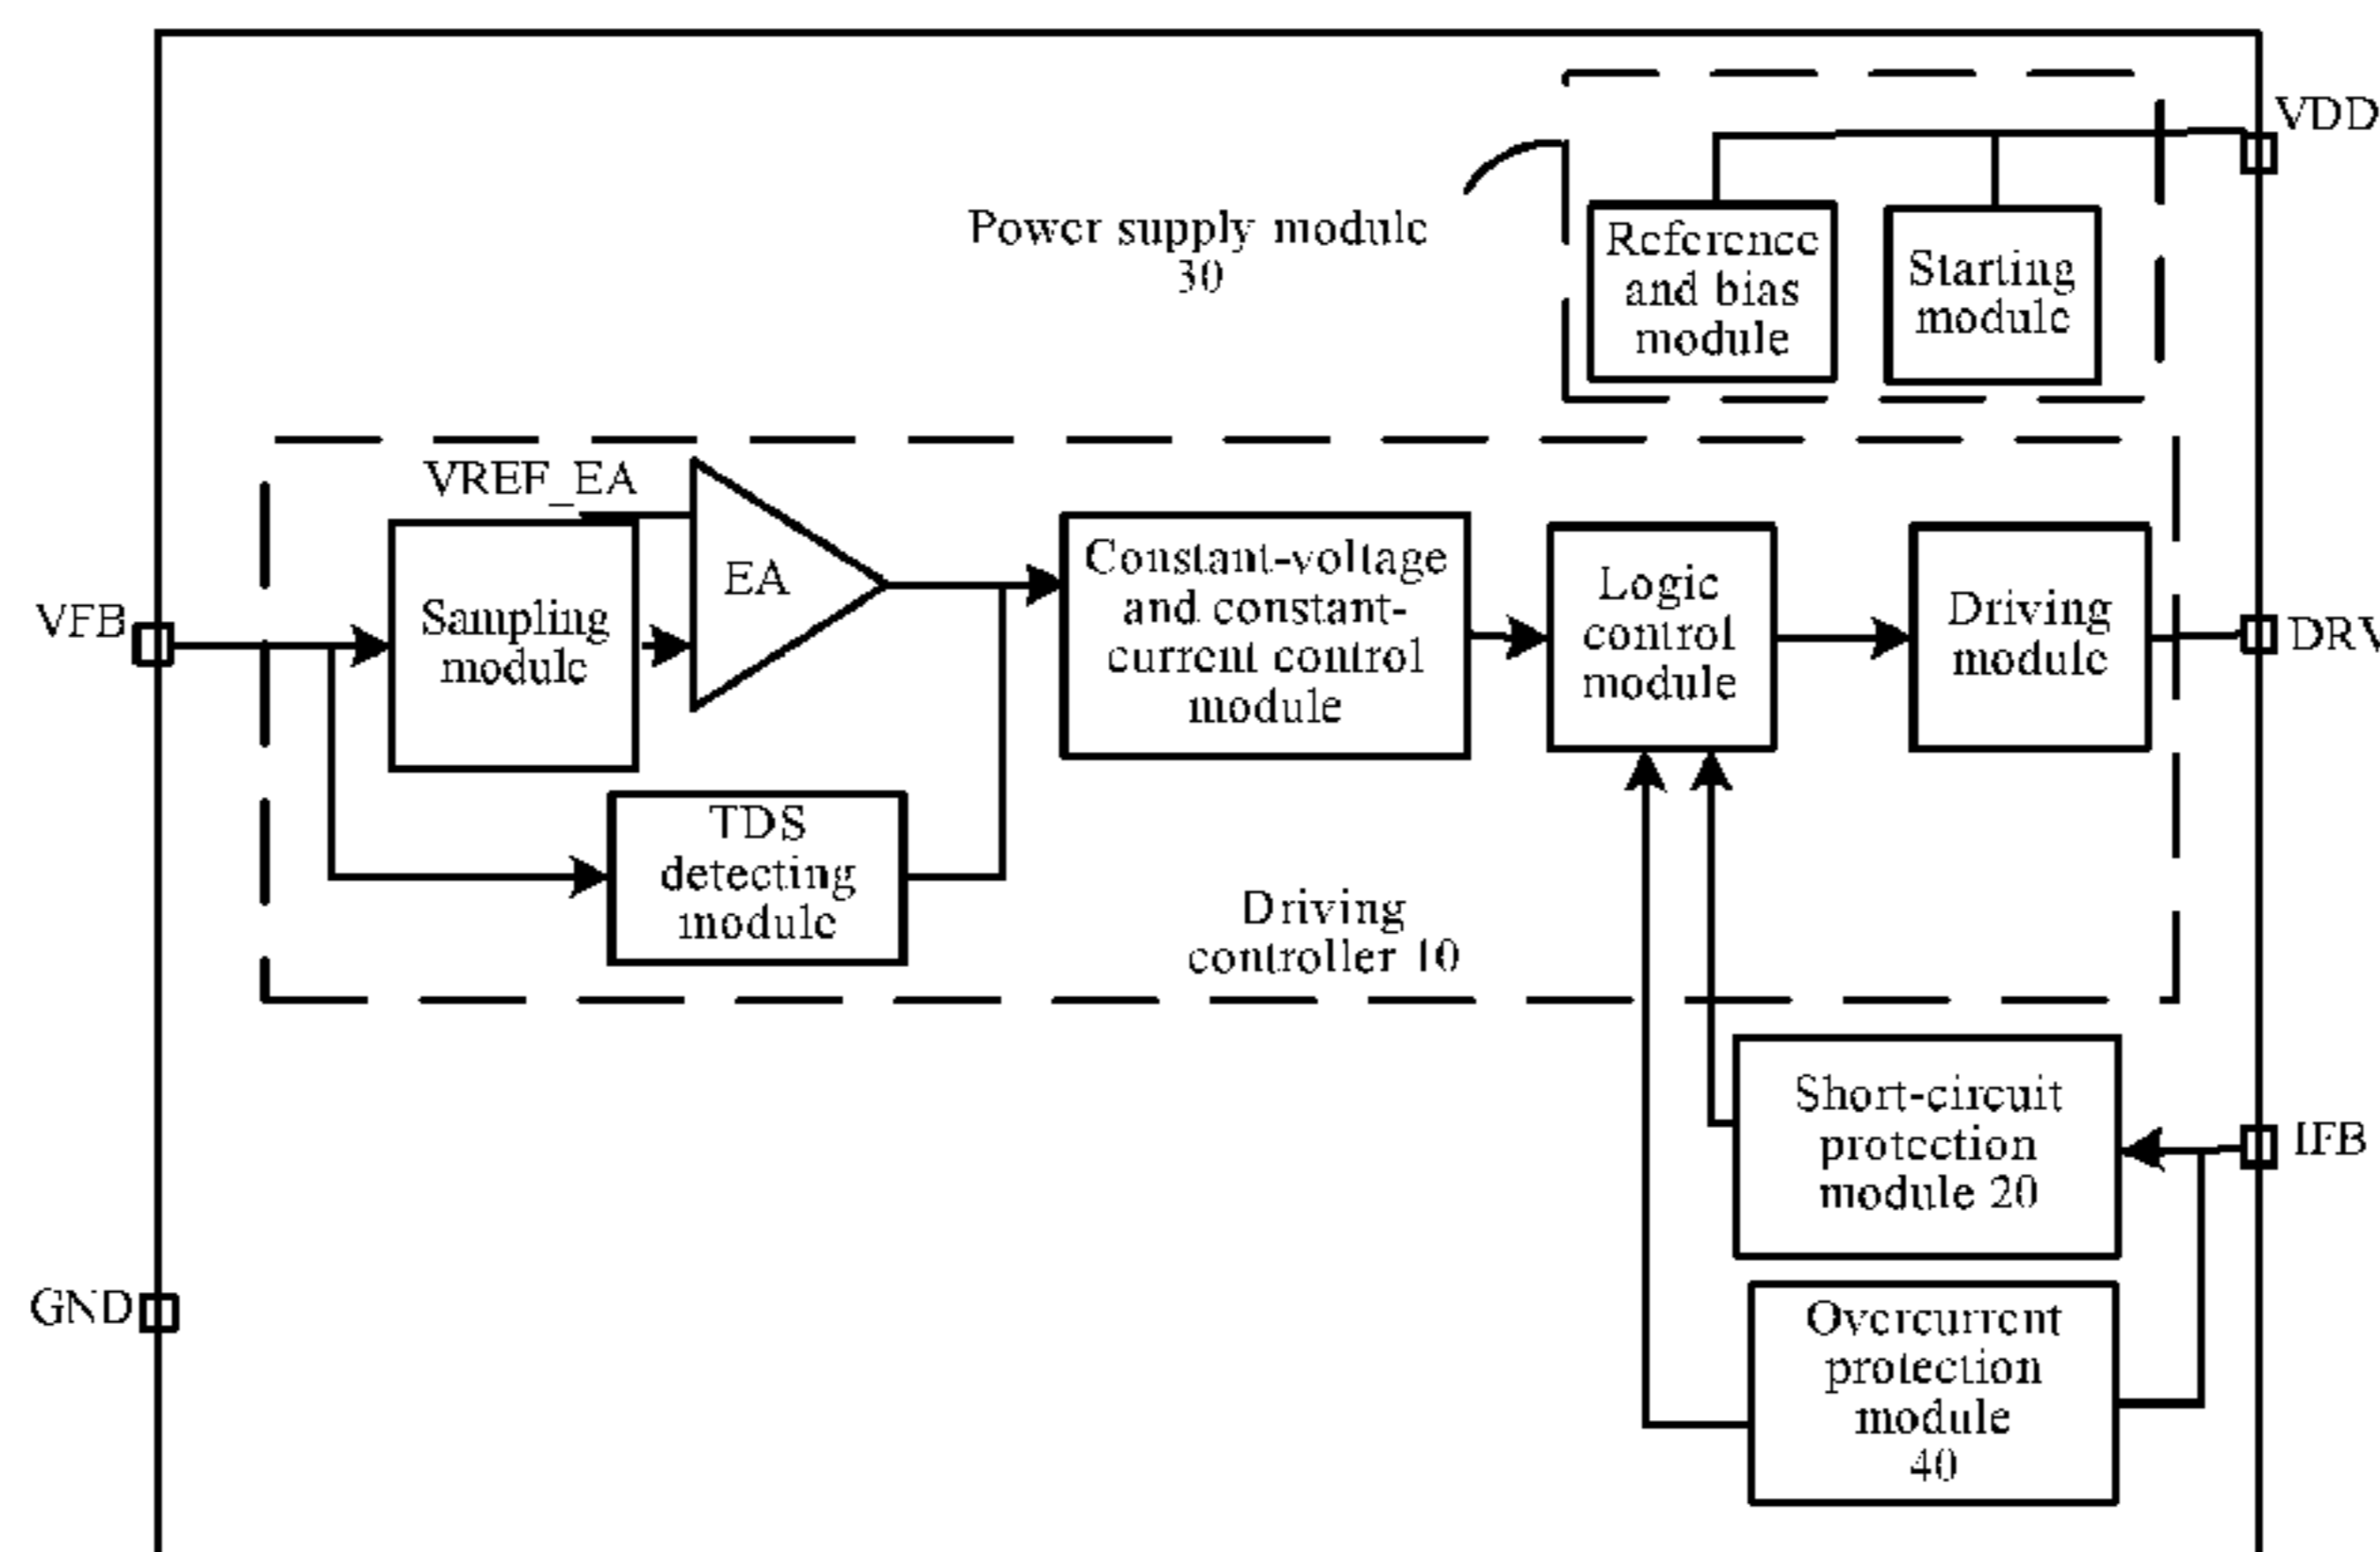 VDD
Power supply module
30
Reference
and bias
module
Starting
module
VREF_EA
EA
VFB
Sampling
module
Constant-voltage
and constant-
current control
module
Logic
control
module
Driving
module
DRV
TDS
detecting
module
Driving
controller 10
Short-circuit
protection
module 20
IFB
GND
Overcurrent
protection
module
40